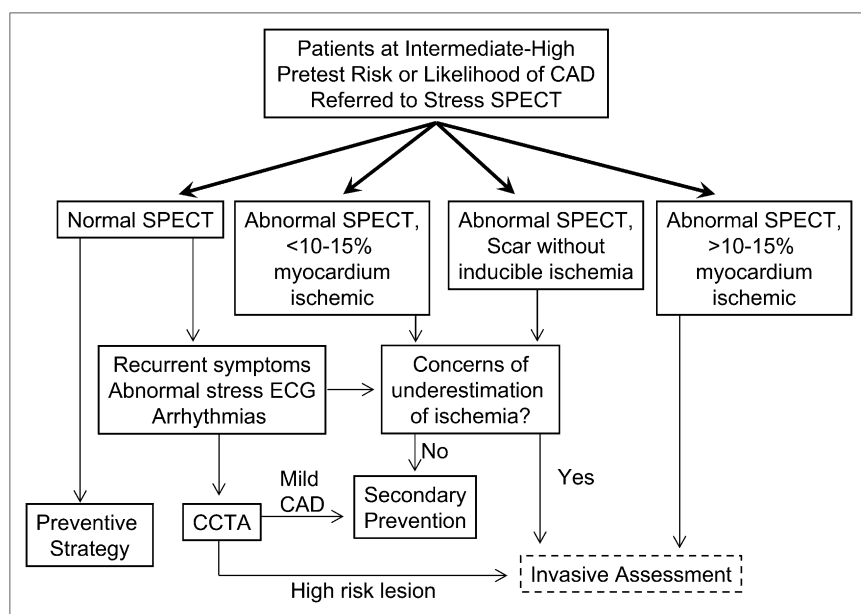 Patients at Intermediate-High
Pretest Risk or Likelihood of CAD
Referred to Stress SPECT
Normal SPECT
Abnormal SPECT,
<10-15%
myocardium
ischemic
Abnormal SPECT,
Scar without
inducible ischemia
Abnormal SPECT,
>10-15%
myocardium
ischemic
Recurrent symptoms
Abnormal stress ECG
Arrhythmias
Concerns of
underestimation
of ischemia?
No
Yes
Mild
CAD
Preventive
Strategy
CCTA
Secondary
Prevention
High risk lesion
Invasive Assessment